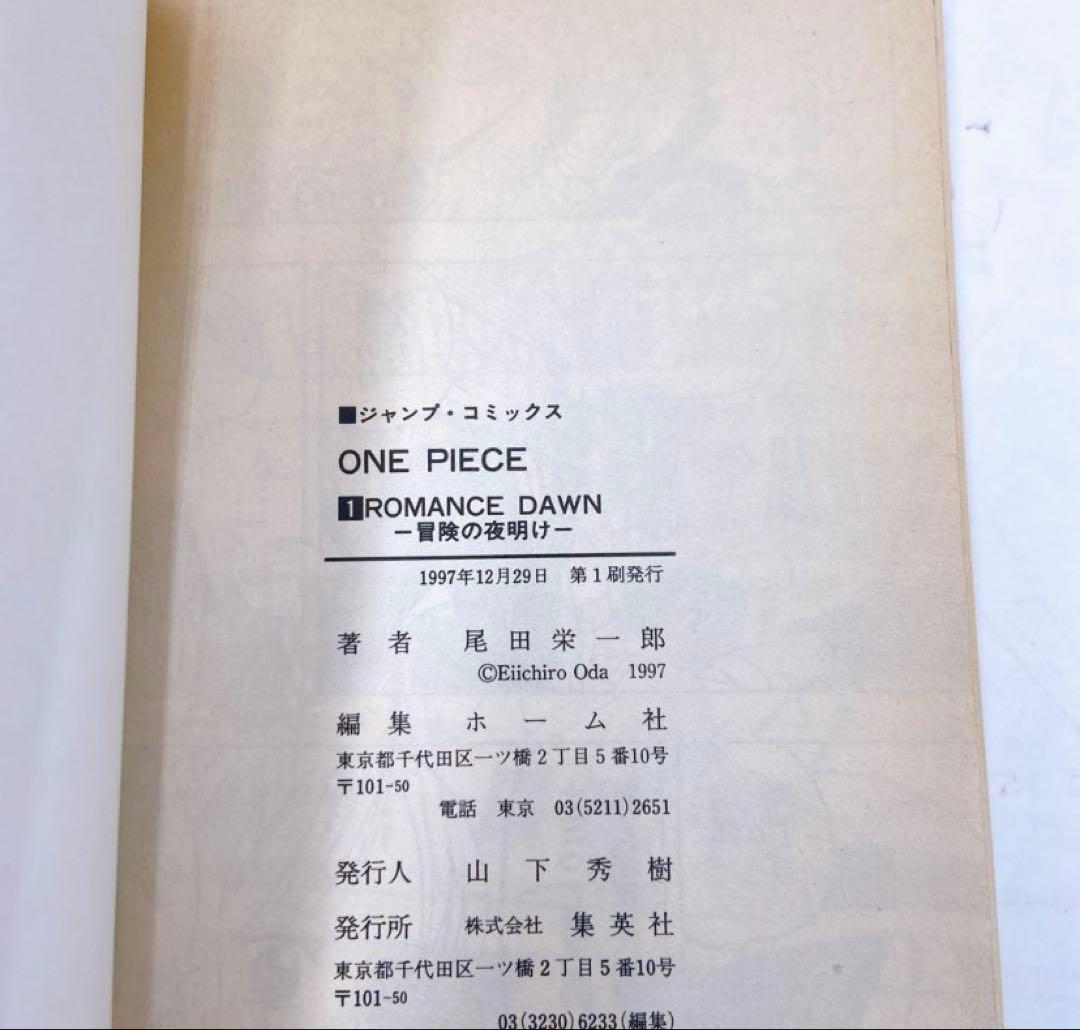 ■ジャンプ・コミックス
ONE PIECE
1 ROMANCE DAWN
ー冒険の夜明けー
1997年12月29日 第1刷発行
著者 尾田栄一郎
©Eiichiro Oda 1997
編集 ホーム社
東京都千代田区一ツ橋2丁目5番10号
〒101-50
電話 東京 03(5211)2651
発行人 山下秀樹
発行所 株式会社 集英社
東京都千代田区一ツ橋2丁目5番10号
〒101-50
03(3230)6233(編集)